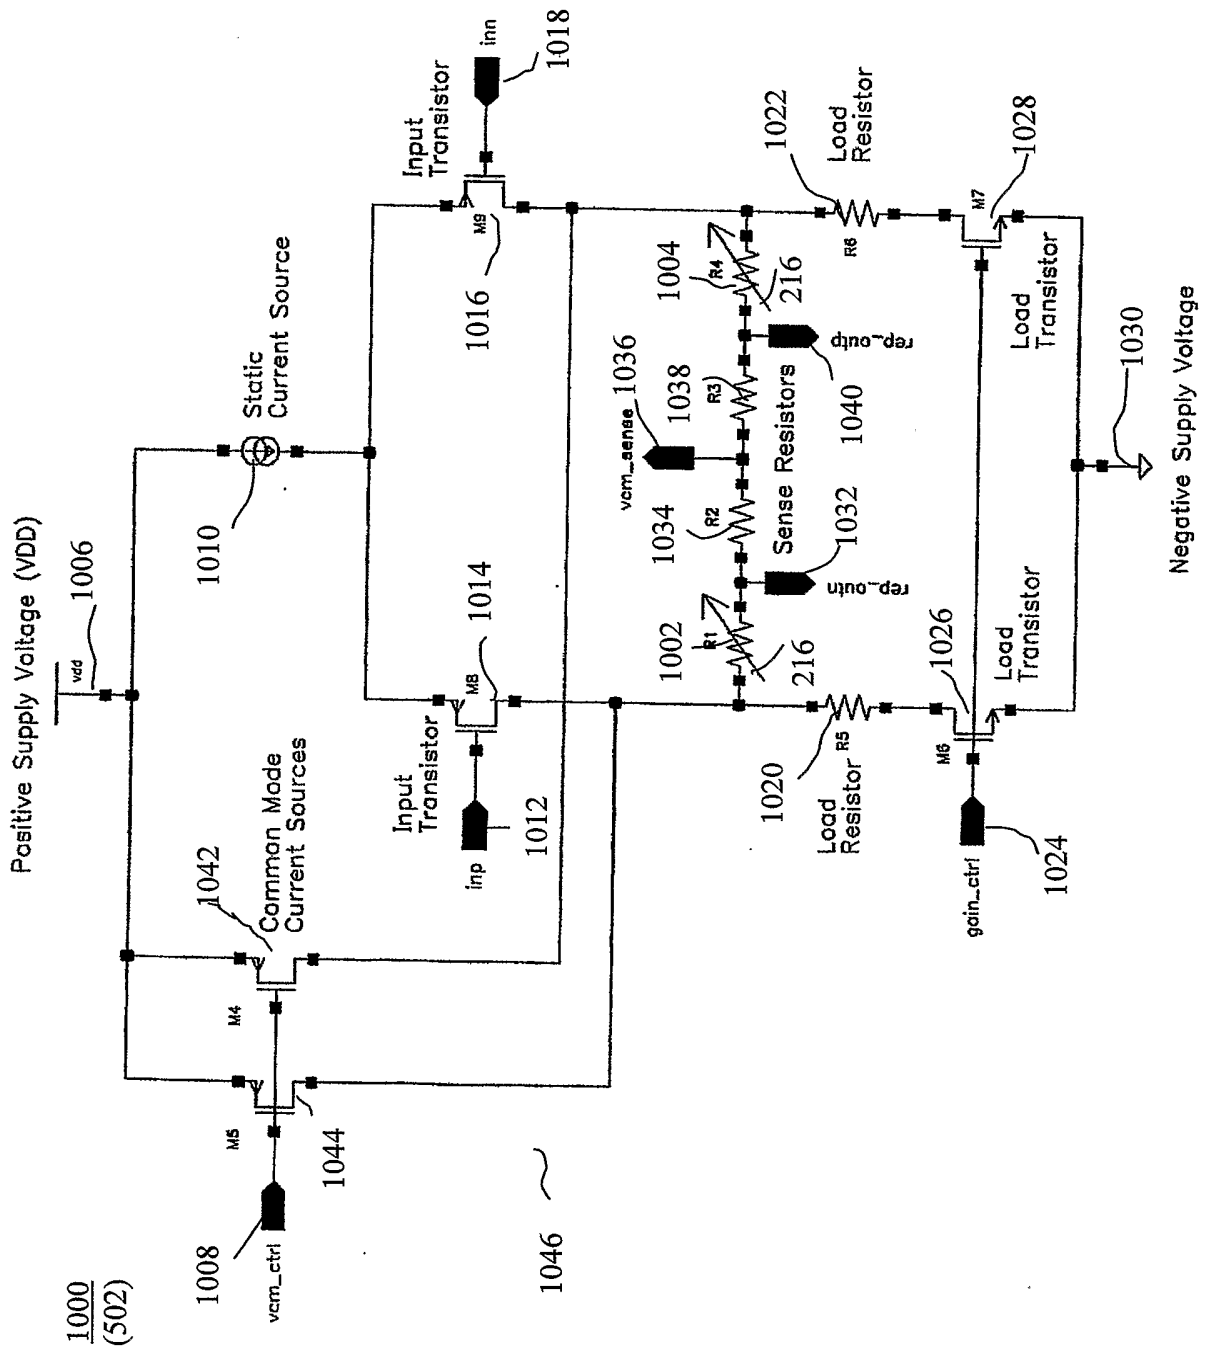 1000
(502)
Positive Supply Voltage (VDD)
vdd
1006
1008
vcm_ctrl
M5
1044
M4
1042
Common Mode
Current Sources
1010
Static
Current Source
inp
1012
Input
Transistor
M8
1014
1016
M9
Input
Transistor
inn
1018
1046
1002
R1
216
1032
rep_outn
1034
R2
vcm_sense
1036
1038
R3
Sense Resistors
1040
rep_outp
1004
R4
216
1020
Load
Resistor
R5
R6
1022
Load
Resistor
gain_ctrl
1024
M6
1026
Load
Transistor
M7
1028
Load
Transistor
1030
Negative Supply Voltage